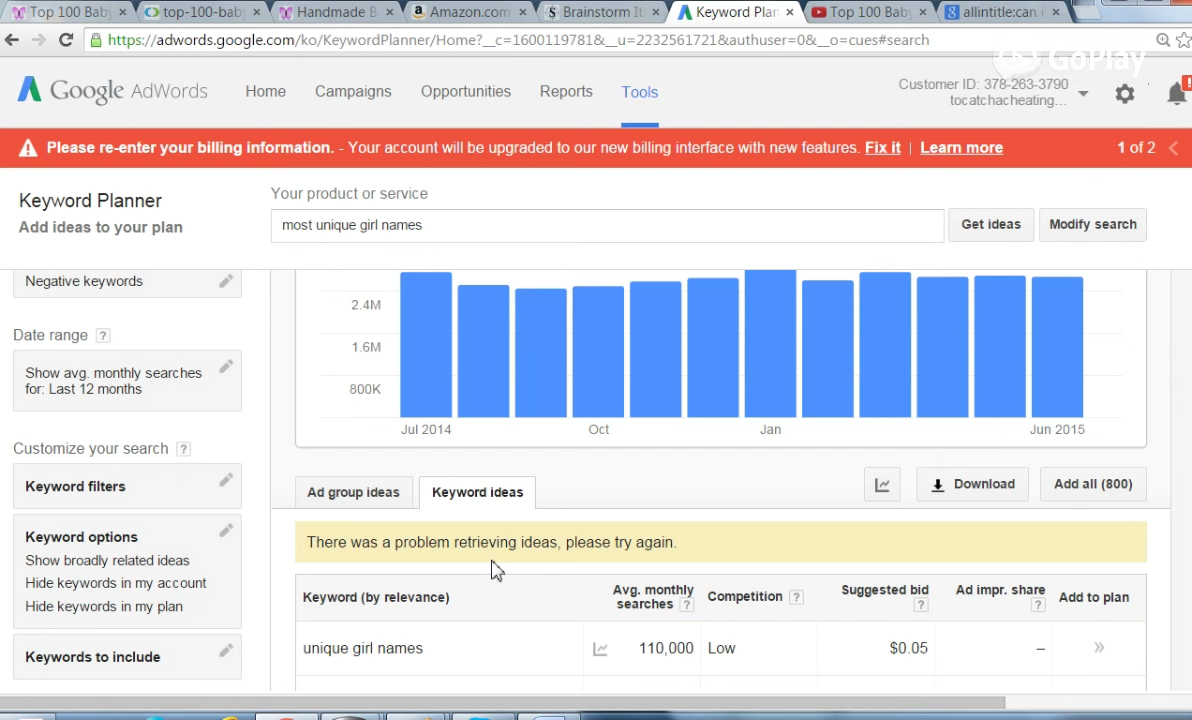 Top 100 Baby
top-100-bab
Handmade B
Amazon.com
Brainstorm It
Keyword Plan
Top 100 Baby
allintitle:can i
https://adwords.google.com/ko/KeywordPlanner/Home?__c=1600119781&__u=2232561721&authuser=0&__o=cues#search
GoPlay
Google AdWords
Home
Campaigns
Opportunities
Reports
Tools
Customer ID: 378-263-3790
tocatchacheating...
Please re-enter your billing information. - Your account will be upgraded to our new billing interface with new features. Fix it | Learn more
1 of 2
Keyword Planner
Add ideas to your plan
Your product or service
most unique girl names
Get ideas
Modify search
Negative keywords
Date range ?
Show avg. monthly searches
for: Last 12 months
Customize your search ?
Keyword filters
Keyword options
Show broadly related ideas
Hide keywords in my account
Hide keywords in my plan
Keywords to include
2.4M
1.6M
800K
Jul 2014
Oct
Jan
Jun 2015
Ad group ideas
Keyword ideas
Download
Add all (800)
There was a problem retrieving ideas, please try again.
Keyword (by relevance)
Avg. monthly
searches ?
Competition ?
Suggested bid
?
Ad impr. share
?
Add to plan
unique girl names
110,000
Low
$0.05
–
»